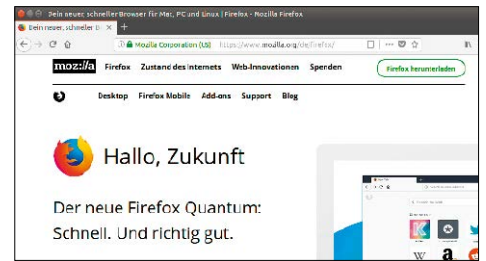 Dein neuer, schneller Browser für Mac, PC und Linux | Firefox - Mozilla Firefox
Dein neuer, schneller B
Mozilla Corporation (US) https://www.mozilla.org/de/firefox/
moz://a Firefox Zustand des Internets Web-Innovationen Spenden Firefox herunterladen
Desktop Firefox Mobile Add-ons Support Blog
Hallo, Zukunft
Der neue Firefox Quantum:
Schnell. Und richtig gut.
W a